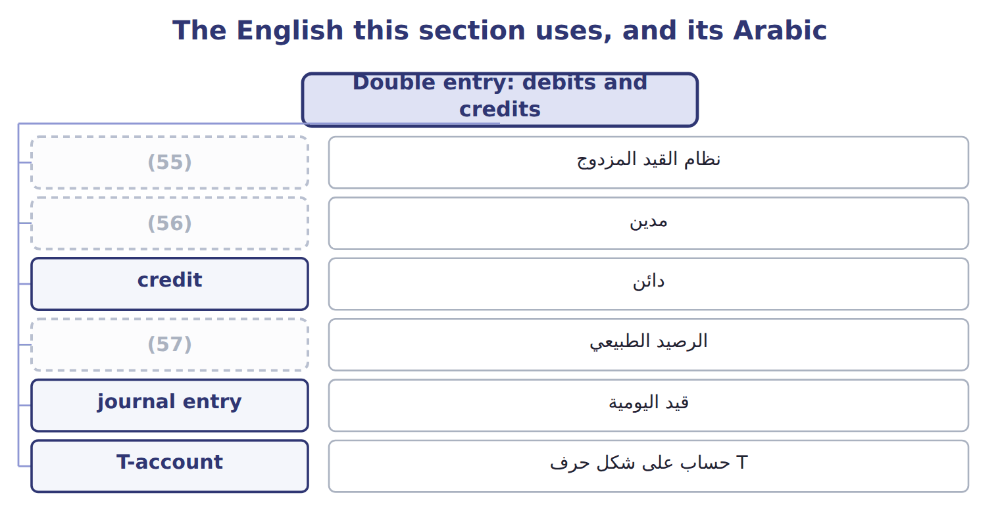 The English this section uses, and its Arabic
Double entry: debits and
credits
(55)
نظام القيد المزدوج
(56)
مدين
credit
دائن
(57)
الرصيد الطبيعي
journal entry
قيد اليومية
T-account
حساب على شكل حرف T